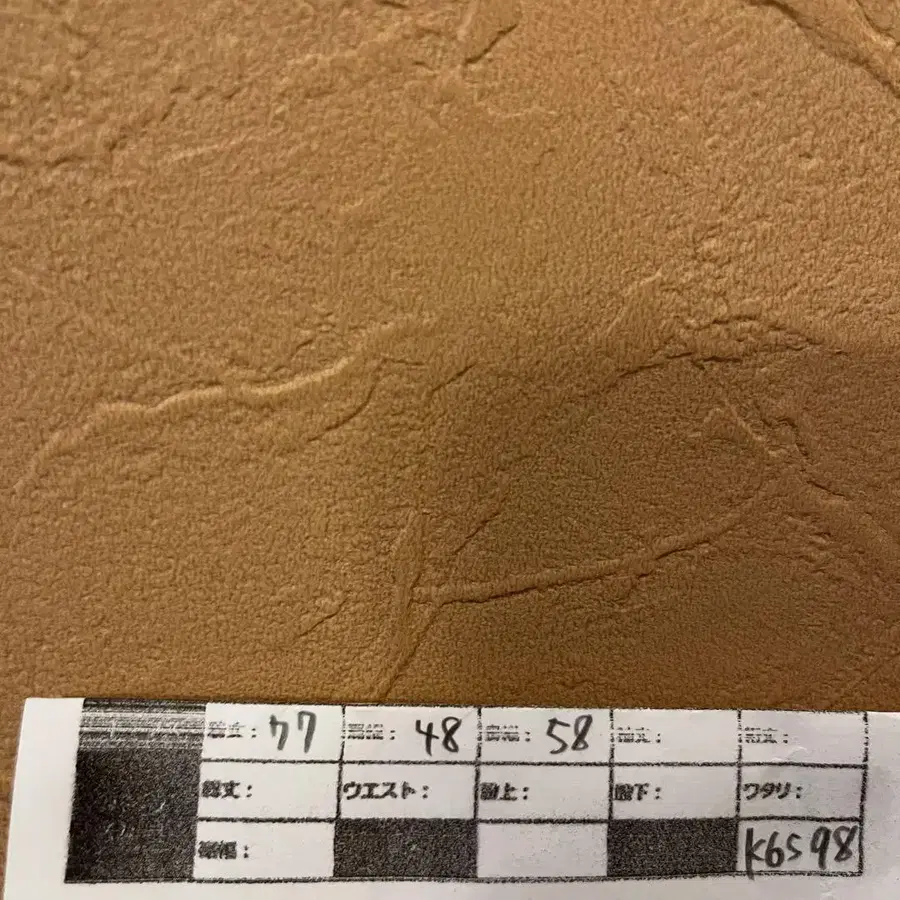 着丈: 77 肩幅: 48 身幅: 58 袖丈: 裄丈:
総丈: ウエスト: 股上: 股下: ワタリ:
裾幅: K6598